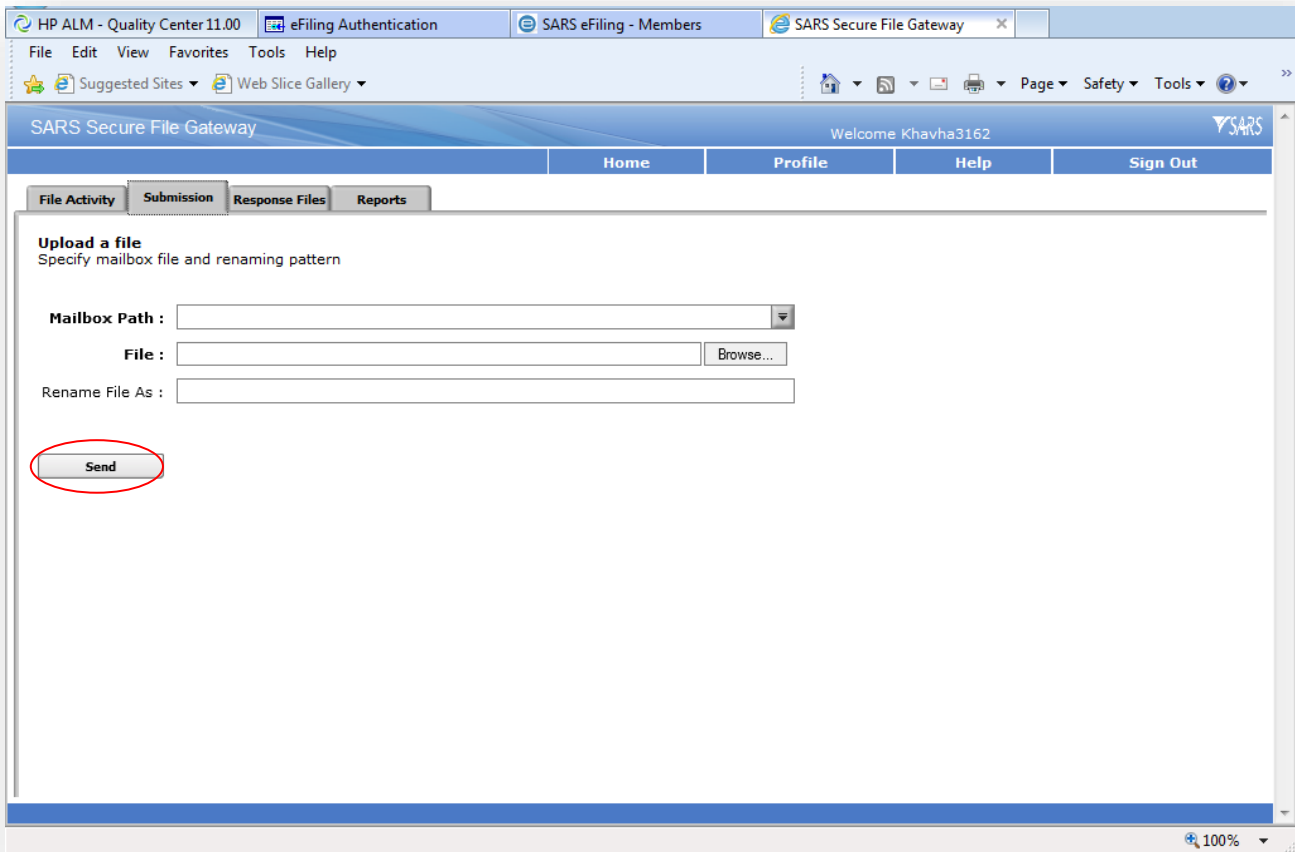 HP ALM - Quality Center 11.00 eFiling Authentication SARS eFiling - Members SARS Secure File Gateway
File Edit View Favorites Tools Help
Suggested Sites Web Slice Gallery Page Safety Tools
SARS Secure File Gateway Welcome Khavha3162 SARS
Home Profile Help Sign Out
File Activity Submission Response Files Reports
Upload a file
Specify mailbox file and renaming pattern
Mailbox Path :
File : Browse...
Rename File As :
Send
100%